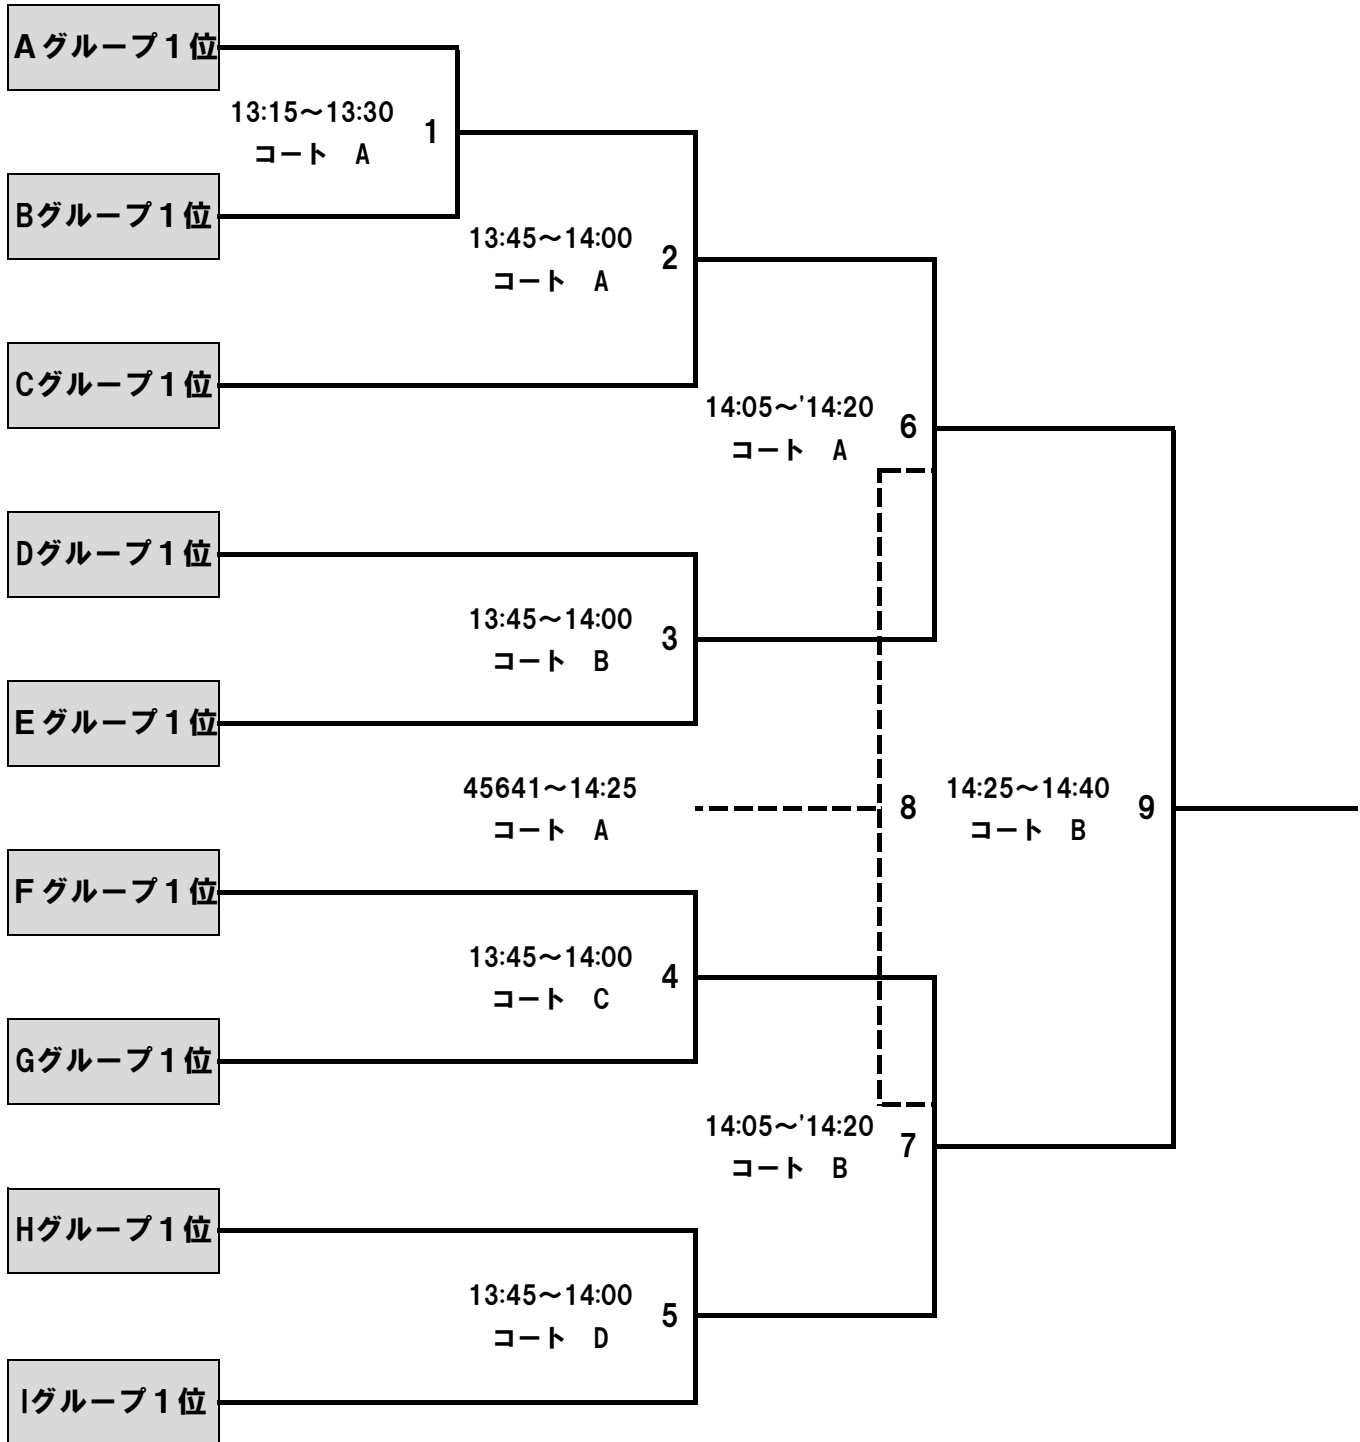 Aグループ１位
13:15～13:30
1
コート　A
Bグループ１位
13:45～14:00
2
コート　A
Cグループ１位
14:05～'14:20
6
コート　A
Dグループ１位
13:45～14:00
3
コート　B
Eグループ１位
45641～14:25
コート　A
8
14:25～14:40
コート　B
9
Fグループ１位
13:45～14:00
4
コート　C
Gグループ１位
14:05～'14:20
7
コート　B
Hグループ１位
13:45～14:00
5
コート　D
Iグループ１位